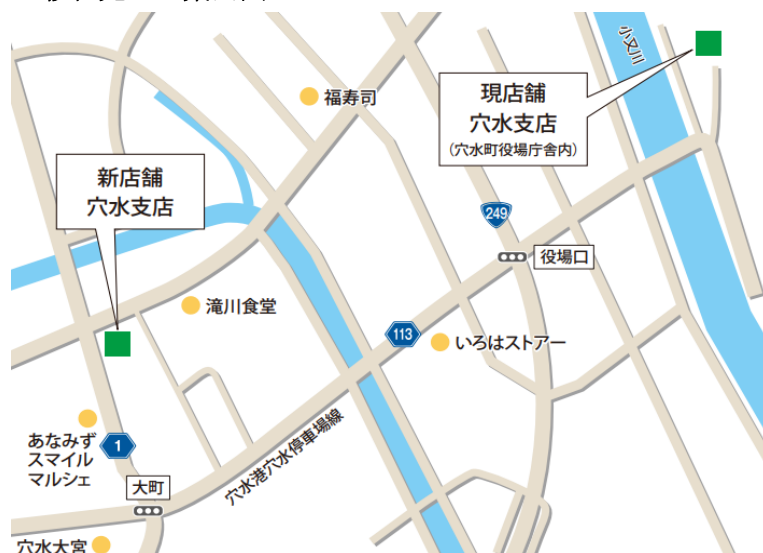 小又川
福寿司
現店舗
穴水支店
(穴水町役場庁舎内)
新店舗
穴水支店
249
役場口
滝川食堂
113
いろはストアー
あなみず
スマイル
マルシェ
1
大町
穴水港穴水停車場線
穴水大宮